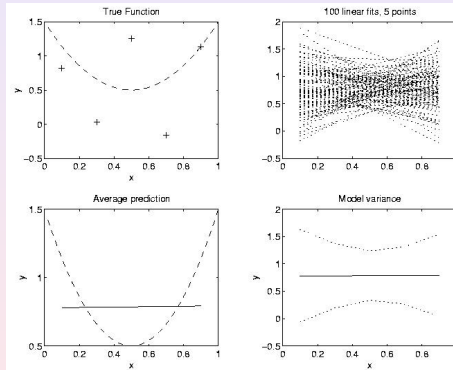 True Function
1.5
1
0.5
0
−0.5
y
0 0.2 0.4 0.6 0.8 1
x
100 linear fits, 5 points
2
1.5
1
0.5
0
−0.5
y
0 0.2 0.4 0.6 0.8 1
x
Average prediction
1.5
1
0.5
y
0 0.2 0.4 0.6 0.8 1
x
Model variance
2
1.5
1
0.5
0
−0.5
y
0 0.2 0.4 0.6 0.8 1
x